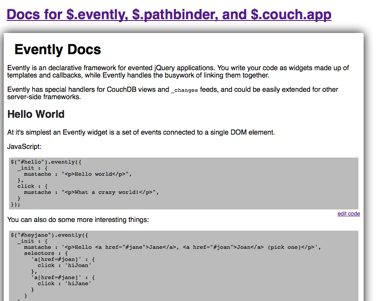 Docs for $.evently, $.pathbinder, and $.couch.app
Evently Docs
Evently is an declarative framework for evented jQuery applications. You write your code as widgets made up of
templates and callbacks, while Evently handles the busywork of linking them together.
Evently has special handlers for CouchDB views and _changes feeds, and could be easily extended for other
server-side frameworks.
Hello World
At it's simplest an Evently widget is a set of events connected to a single DOM element.
JavaScript:
$("#hello").evently({
  _init : {
    mustache : "<p>Hello world</p>",
  },
  click : {
    mustache : "<p>What a crazy world!</p>",
  }
});
edit code
You can also do some more interesting things:
$("#heyjane").evently({
  _init : {
    mustache : '<p>Hello <a href="#jane">Jane</a>, <a href="#joan">Joan</a> (pick one)</p>',
    selectors : {
      'a[href=#joan]' : {
        click : 'hiJoan'
      },
      'a[href=#jane]' : {
        click : 'hiJane'
      }
    }